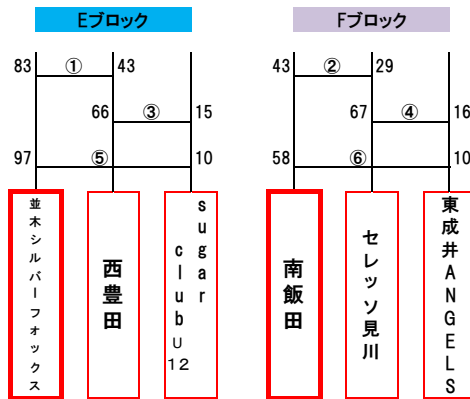 Eブロック
Fブロック
83 ① 43
43 ② 29
66 ③ 15
67 ④ 16
97 ⑤ 10
58 ⑥ 10
並木シルバーフォックス
西豊田
sugar
club U12
南飯田
セレッソ見川
東成井ANGELS